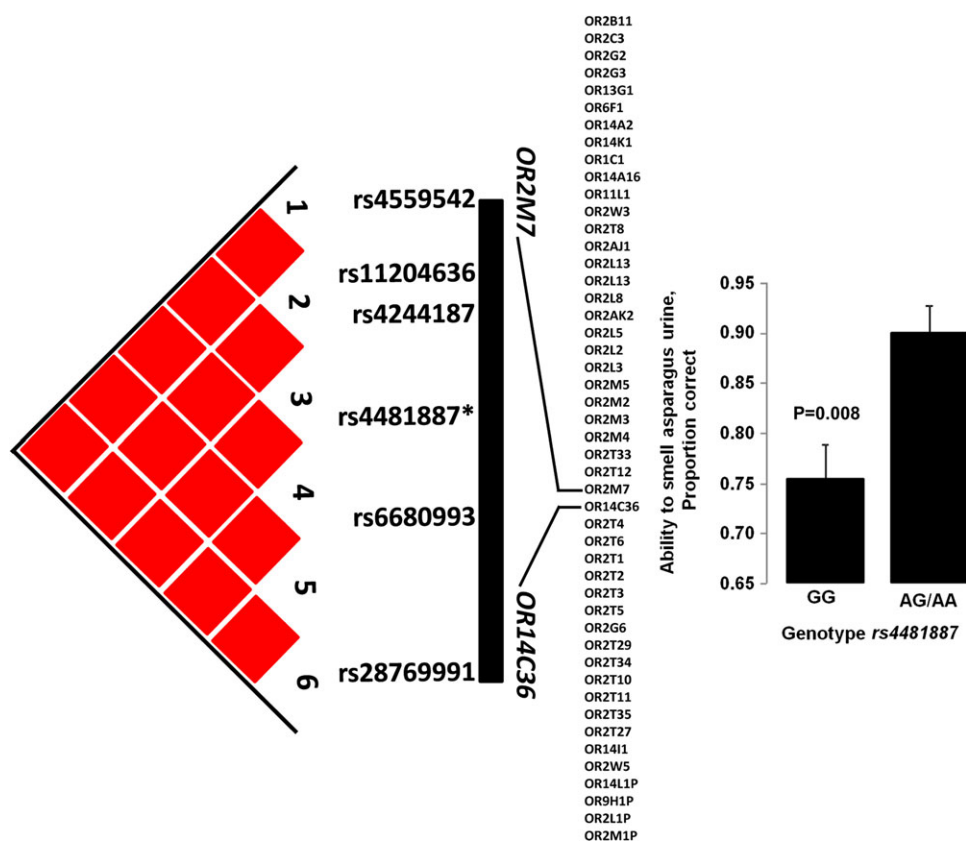 1
2
3
4
5
6
rs4559542
rs11204636
rs4244187
rs4481887*
rs6680993
rs28769991
OR2M7
OR14C36
OR2B11
OR2C3
OR2G2
OR2G3
OR13G1
OR6F1
OR14A2
OR14K1
OR1C1
OR14A16
OR11L1
OR2W3
OR2T8
OR2AJ1
OR2L13
OR2L13
OR2L8
OR2AK2
OR2L5
OR2L2
OR2L3
OR2M5
OR2M2
OR2M3
OR2M4
OR2T33
OR2T12
OR2M7
OR14C36
OR2T4
OR2T6
OR2T1
OR2T2
OR2T3
OR2T5
OR2G6
OR2T29
OR2T34
OR2T10
OR2T11
OR2T35
OR2T27
OR14I1
OR2W5
OR14L1P
OR9H1P
OR2L1P
OR2M1P
Ability to smell asparagus urine,
Proportion correct
0.95
0.90
0.85
0.80
0.75
0.70
0.65
P=0.008
GG AG/AA
Genotype rs4481887